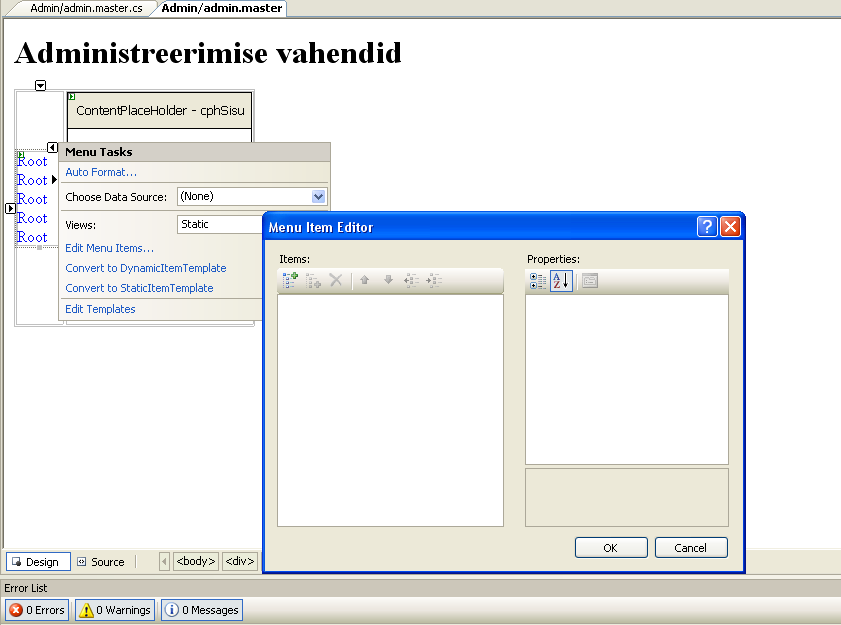 Admin/admin.master.cs Admin/admin.master
Administreerimise vahendid
ContentPlaceHolder - cphSisu
Menu Tasks
Root
Auto Format...
Root
Choose Data Source: (None)
Root
Root
Views: Static
Root
Edit Menu Items...
Convert to DynamicItemTemplate
Convert to StaticItemTemplate
Edit Templates
Menu Item Editor
Items:
Properties:
OK Cancel
Design Source <body> <div>
Error List
0 Errors 0 Warnings 0 Messages